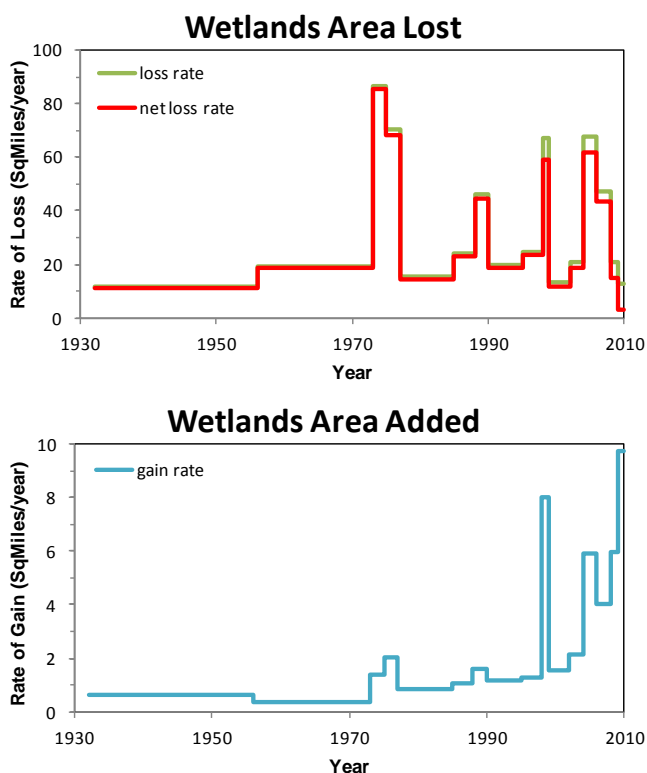 Wetlands Area Lost
100
80
60
40
20
0
Rate of Loss (SqMiles/year)
loss rate
net loss rate
1930 1950 1970 1990 2010
Year
Wetlands Area Added
10
8
6
4
2
0
Rate of Gain (SqMiles/year)
gain rate
1930 1950 1970 1990 2010
Year